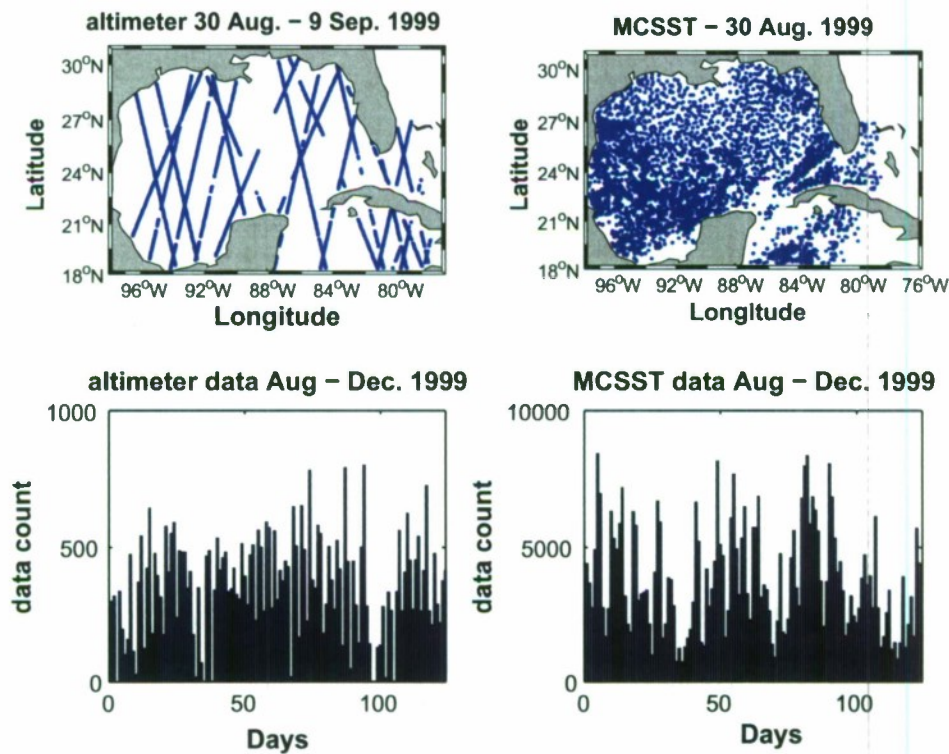 altimeter 30 Aug. − 9 Sep. 1999
30°N
27°N
24°N
21°N
18°N
Latitude
96°W 92°W 88°W 84°W 80°W
Longitude
MCSST − 30 Aug. 1999
30°N
27°N
24°N
21°N
18°N
Latitude
96°W 92°W 88°W 84°W 80°W 76°W
Longitude
altimeter data Aug − Dec. 1999
1000
500
0
data count
0 50 100
Days
MCSST data Aug − Dec. 1999
10000
5000
0
data count
0 50 100
Days